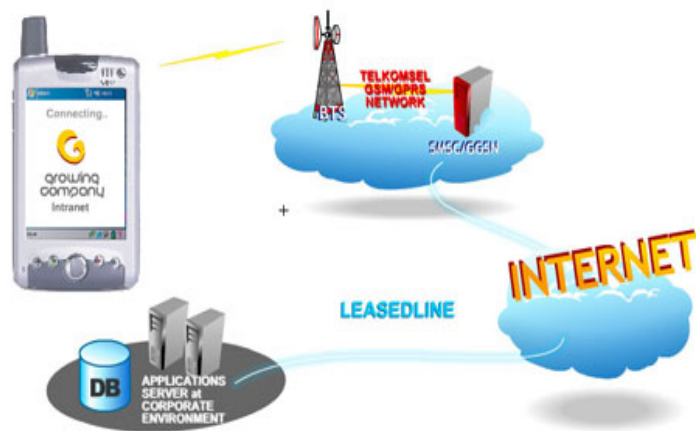 Connecting..
growing
company
Intranet
TELKOMSEL
GSM/GPRS
NETWORK
BTS
SMSC/GGSN
+
INTERNET
LEASEDLINE
DB
APPLICATIONS
SERVER at
CORPORATE
ENVIRONMENT